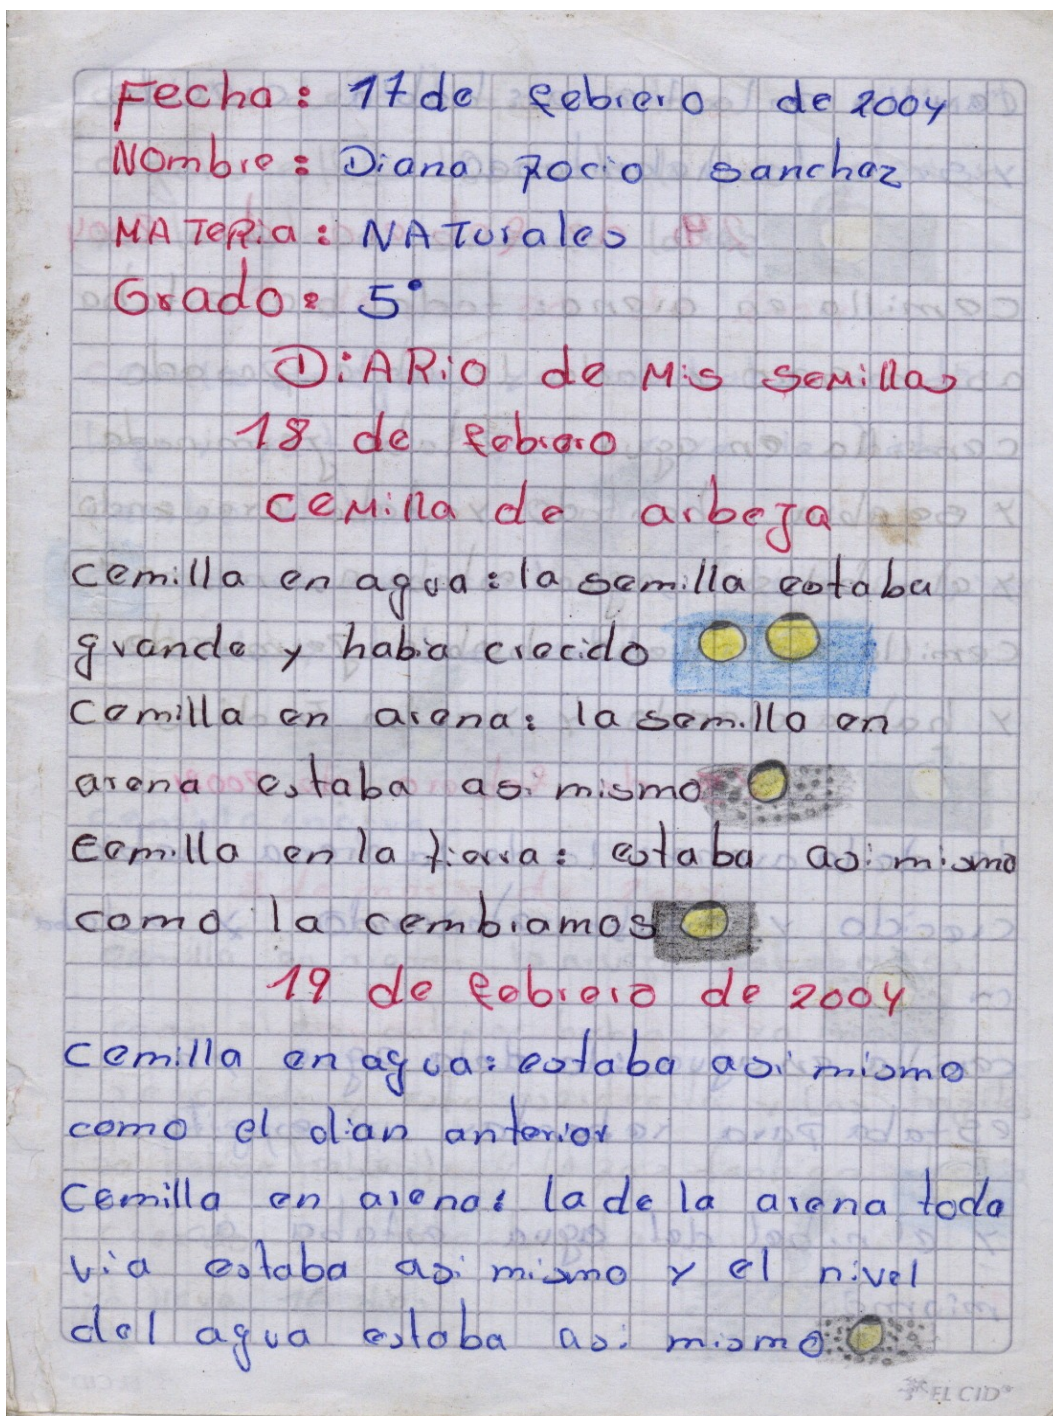 Fecha: 17 de febrero de 2004
Nombre: Diana Rocio Sanchez
MATeRia: NATurales
Grado: 5°
DiARiO de Mis SeMillas
18 de febrero
ceMilla de arbeja
cemilla en agua: la semilla estaba
grande y habia crecido
cemilla en arena: la semilla en
arena estaba asi mismo
cemilla en la tierra: estaba asi mismo
como la cembiamos
19 de febrero de 2004
cemilla en agua: estaba asi mismo
como el dian anterior
cemilla en arena: la de la arena toda
via estaba asi mismo y el nivel
del agua estaba asi mismo
EL CID